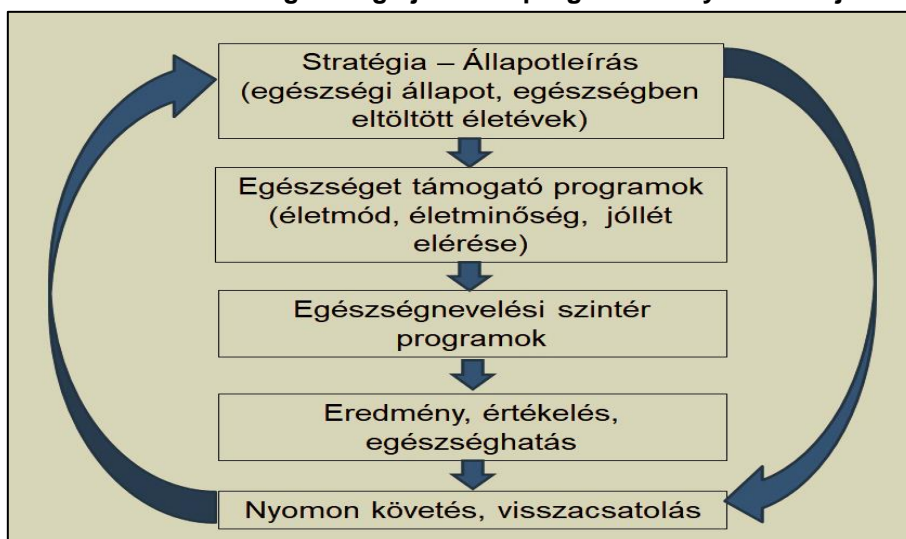 Stratégia – Állapotleírás
(egészségi állapot, egészségben
eltöltött életévek)
Egészséget támogató programok
(életmód, életminőség, jóllét
elérése)
Egészségnevelési szintér
programok
Eredmény, értékelés,
egészséghatás
Nyomon követés, visszacsatolás